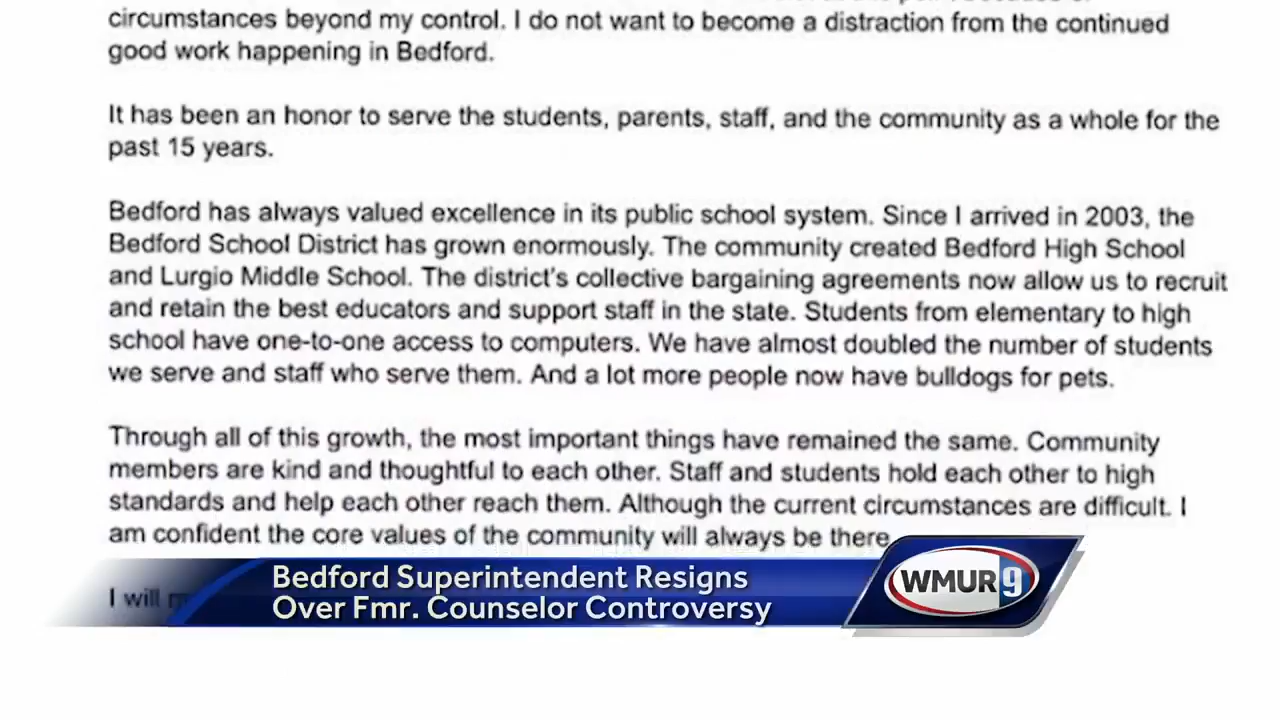 circumstances beyond my control. I do not want to become a distraction from the continued
good work happening in Bedford.
It has been an honor to serve the students, parents, staff, and the community as a whole for the
past 15 years.
Bedford has always valued excellence in its public school system. Since I arrived in 2003, the
Bedford School District has grown enormously. The community created Bedford High School
and Lurgio Middle School. The district's collective bargaining agreements now allow us to recruit
and retain the best educators and support staff in the state. Students from elementary to high
school have one-to-one access to computers. We have almost doubled the number of students
we serve and staff who serve them. And a lot more people now have bulldogs for pets.
Through all of this growth, the most important things have remained the same. Community
members are kind and thoughtful to each other. Staff and students hold each other to high
standards and help each other reach them. Although the current circumstances are difficult. I
am confident the core values of the community will always be there
I will
Bedford Superintendent Resigns
Over Fmr. Counselor Controversy
WMUR 9